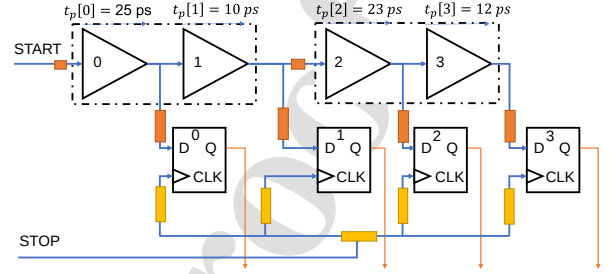 t_p[0] = 25 ps t_p[1] = 10 ps t_p[2] = 23 ps t_p[3] = 12 ps
START
0 1 2 3
0 1 2 3
D Q D Q D Q D Q
CLK CLK CLK CLK
STOP